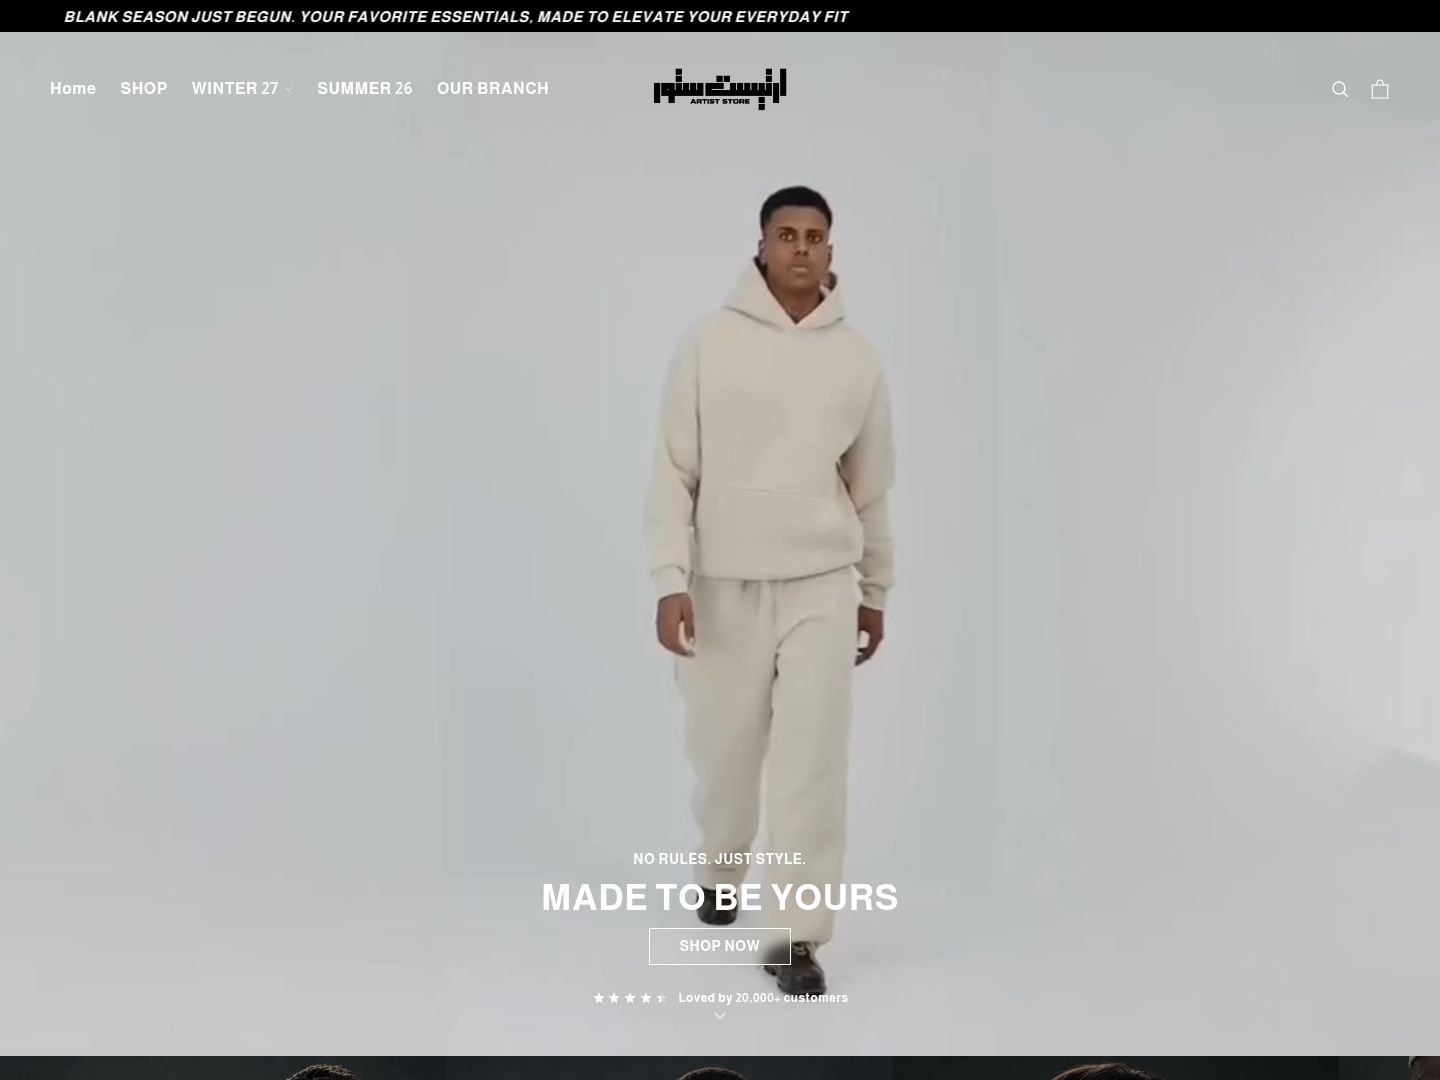 BLANK SEASON JUST BEGUN. YOUR FAVORITE ESSENTIALS, MADE TO ELEVATE YOUR EVERYDAY FIT
Home SHOP WINTER 27 SUMMER 26 OUR BRANCH
ارتيست ستور
ARTIST STORE
NO RULES. JUST STYLE.
MADE TO BE YOURS
SHOP NOW
Loved by 20,000+ customers